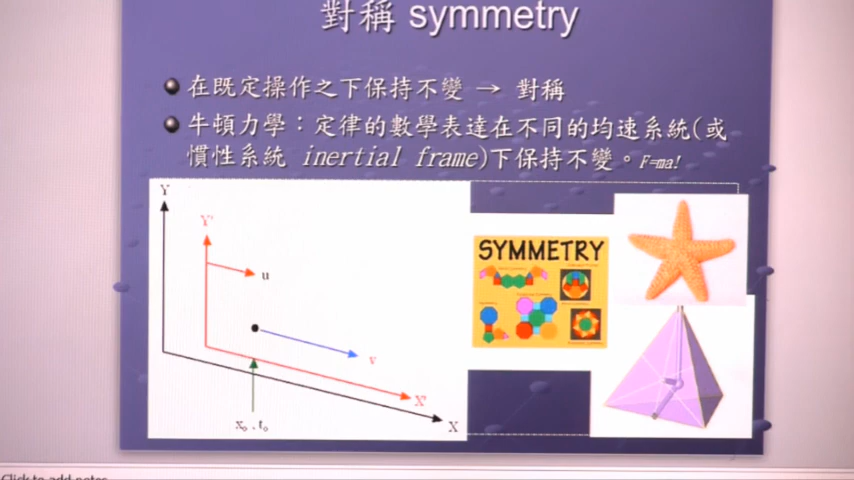 對稱 symmetry
在既定操作之下保持不變 → 對稱
牛頓力學：定律的數學表達在不同的均速系統(或
慣性系統 inertial frame)下保持不變。F=ma!
Y
Y'
u
v
X'
X
x₀ , t₀
SYMMETRY
Click to add notes